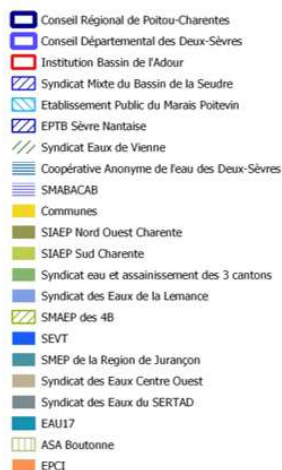 Conseil Régional de Poitou-Charentes
Conseil Départemental des Deux-Sèvres
Institution Bassin de l'Adour
Syndicat Mixte du Bassin de la Seudre
Etablissement Public du Marais Poitevin
EPTB Sèvre Nantaise
Syndicat Eaux de Vienne
Coopérative Anonyme de l'eau des Deux-Sèvres
SMABACAB
Communes
SIAEP Nord Ouest Charente
SIAEP Sud Charente
Syndicat eau et assainissement des 3 cantons
Syndicat des Eaux de la Lemance
SMAEP des 4B
SEVT
SMEP de la Region de Jurançon
Syndicat des Eaux Centre Ouest
Syndicat des Eaux du SERTAD
EAU17
ASA Boutonne
EPCI